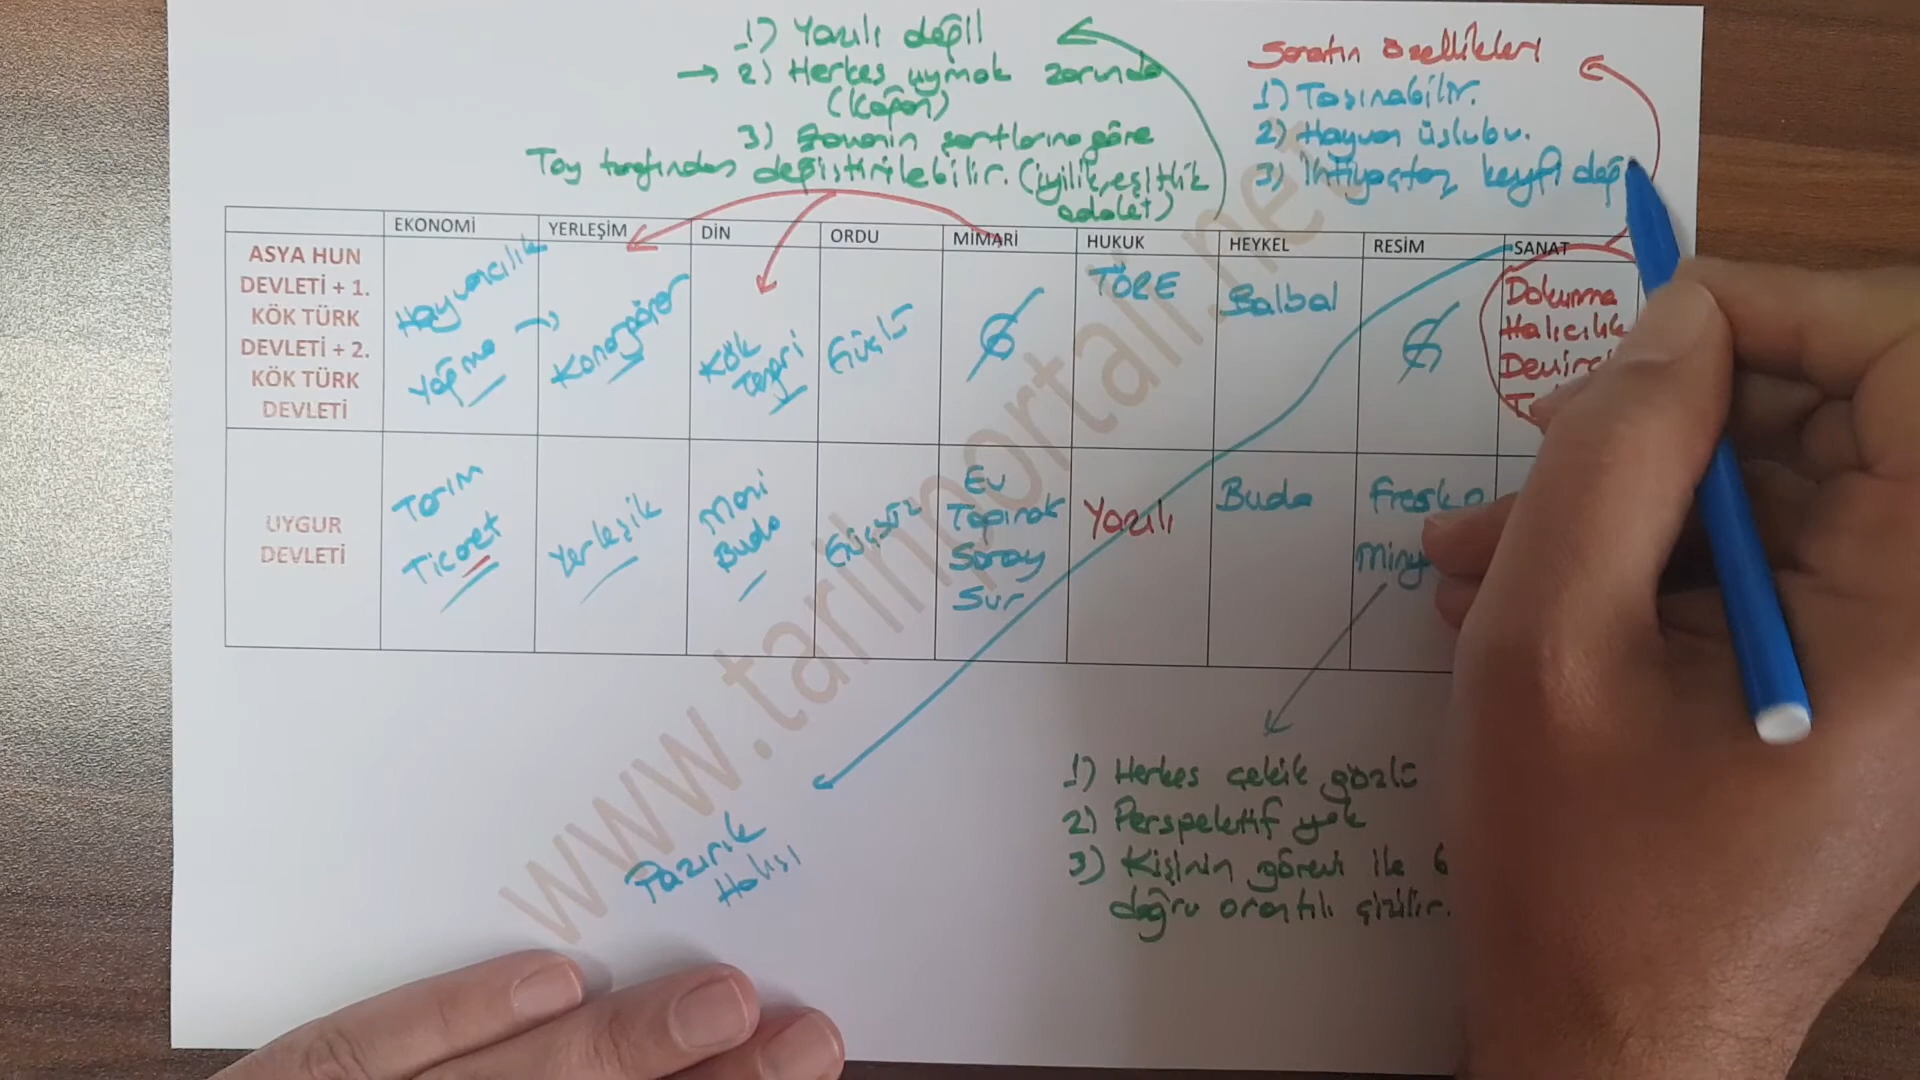 1) Yazılı değil
→ 2) Herkes uymak zorunda
(Kağan)
3) Zamanın şartlarına göre
Toy tarafından değiştirilebilir. (iyilik, eşitlik
adalet)
Sanatın özellikleri
1) Taşınabilir.
2) Hayvan üslubu.
3) İhtiyaçtan, keyfi değ
EKONOMİ YERLEŞİM DİN ORDU MİMARİ HUKUK HEYKEL RESİM SANAT
ASYA HUN
DEVLETİ + 1.
KÖK TÜRK
DEVLETİ + 2.
KÖK TÜRK
DEVLETİ
Hayvancılık
Yağma
Konargöçer
Kök
Tengri
Güçlü
TÖRE
Balbal
Dokuma
Halıcılık
Demirc
UYGUR
DEVLETİ
Tarım
Ticaret
Yerleşik
Mani
Buda
Güçsüz
Ev
Tapınak
Saray
Sur
Yazılı
Buda
Fresko
Miny
www.tarihportali.net
Pazırık
Halısı
1) Herkes çekik gözlü
2) Perspektif yok
3) Kişinin görevi ile b
doğru orantılı çizilir.